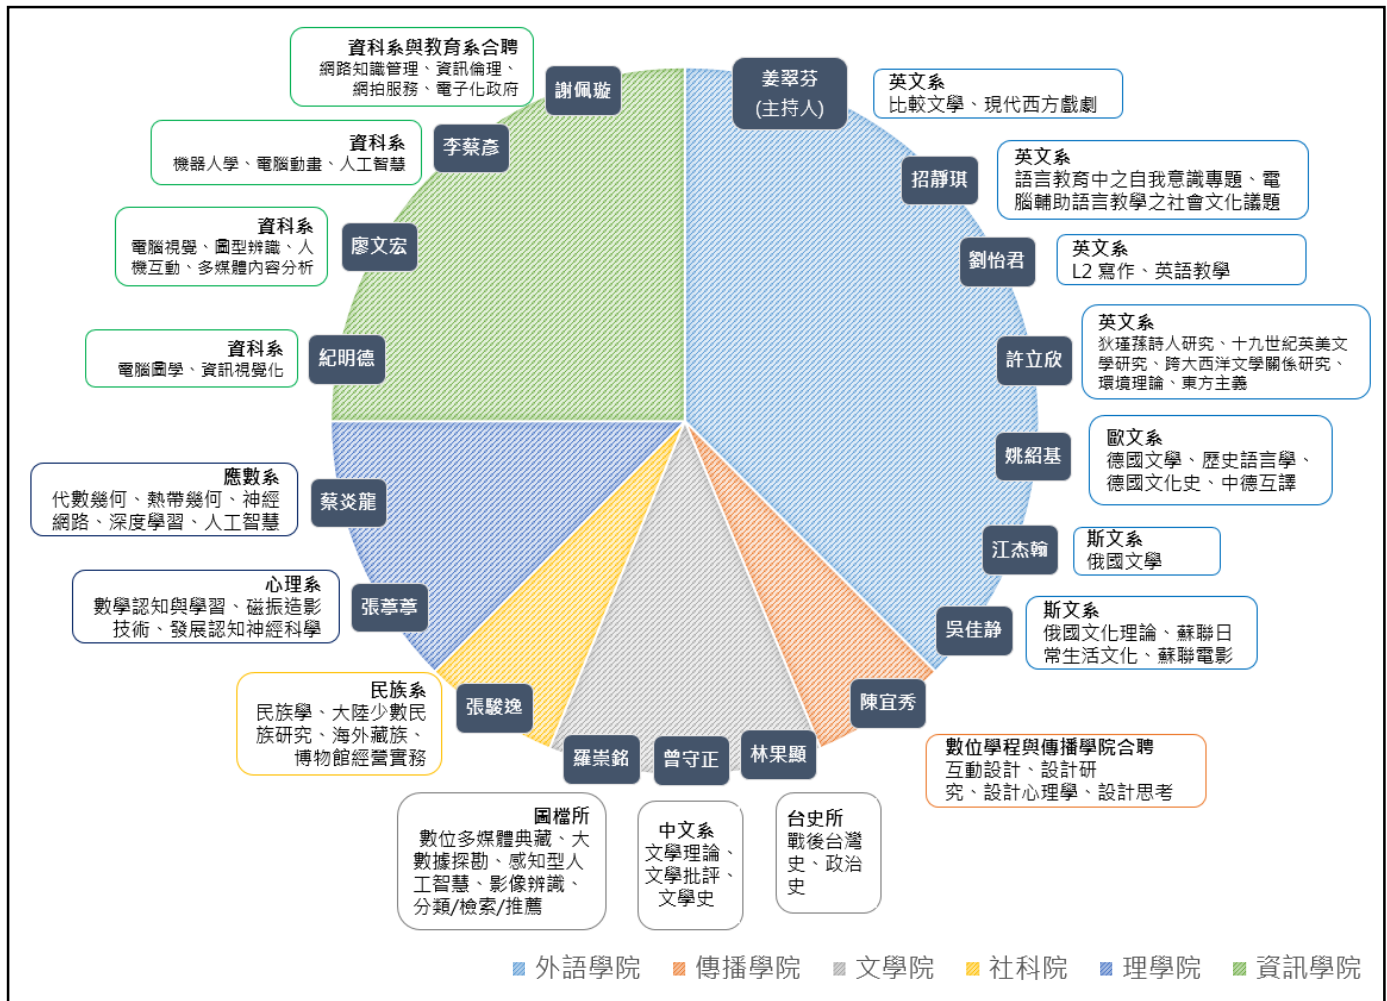 姜翠芬
(主持人)
英文系
比較文學、現代西方戲劇
招靜琪
英文系
語言教育中之自我意識專題、電
腦輔助語言教學之社會文化議題
劉怡君
英文系
L2 寫作、英語教學
許立欣
英文系
狄瑾蓀詩人研究、十九世紀英美文
學研究、跨大西洋文學關係研究、
環境理論、東方主義
姚紹基
歐文系
德國文學、歷史語言學、
德國文化史、中德互譯
江杰翰
斯文系
俄國文學
吳佳靜
斯文系
俄國文化理論、蘇聯日
常生活文化、蘇聯電影
陳宜秀
數位學程與傳播學院合聘
互動設計、設計研
究、設計心理學、設計思考
林果顯
台史所
戰後台灣
史、政治
史
曾守正
中文系
文學理論、
文學批評、
文學史
羅崇銘
圖檔所
數位多媒體典藏、大
數據探勘、感知型人
工智慧、影像辨識、
分類/檢索/推薦
張駿逸
民族系
民族學、大陸少數民
族研究、海外藏族、
博物館經營實務
張葶葶
心理系
數學認知與學習、磁振造影
技術、發展認知神經科學
蔡炎龍
應數系
代數幾何、熱帶幾何、神經
網路、深度學習、人工智慧
紀明德
資科系
電腦圖學、資訊視覺化
廖文宏
資科系
電腦視覺、圖型辨識、人
機互動、多媒體內容分析
李蔡彥
資科系
機器人學、電腦動畫、人工智慧
謝佩璇
資科系與教育系合聘
網路知識管理、資訊倫理、
網拍服務、電子化政府
外語學院
傳播學院
文學院
社科院
理學院
資訊學院